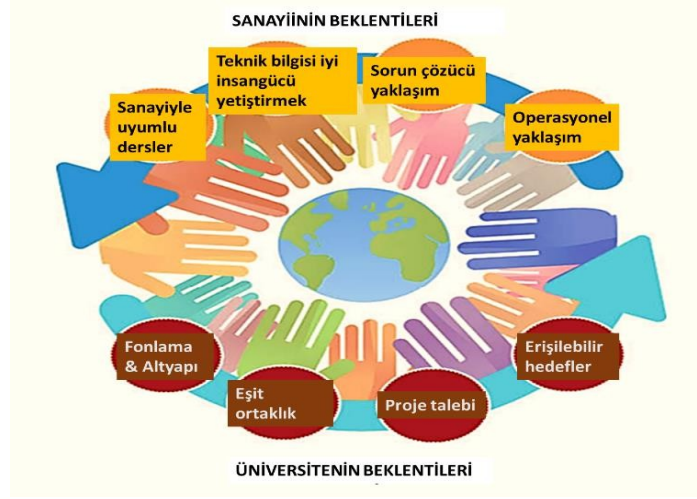 SANAYİİNİN BEKLENTİLERİ
Teknik bilgisi iyi
insangücü
yetiştirmek
Sorun çözücü
yaklaşım
Sanayiyle
uyumlu
dersler
Operasyonel
yaklaşım
Fonlama
& Altyapı
Eşit
ortaklık
Proje talebi
Erişilebilir
hedefler
ÜNİVERSİTENİN BEKLENTİLERİ